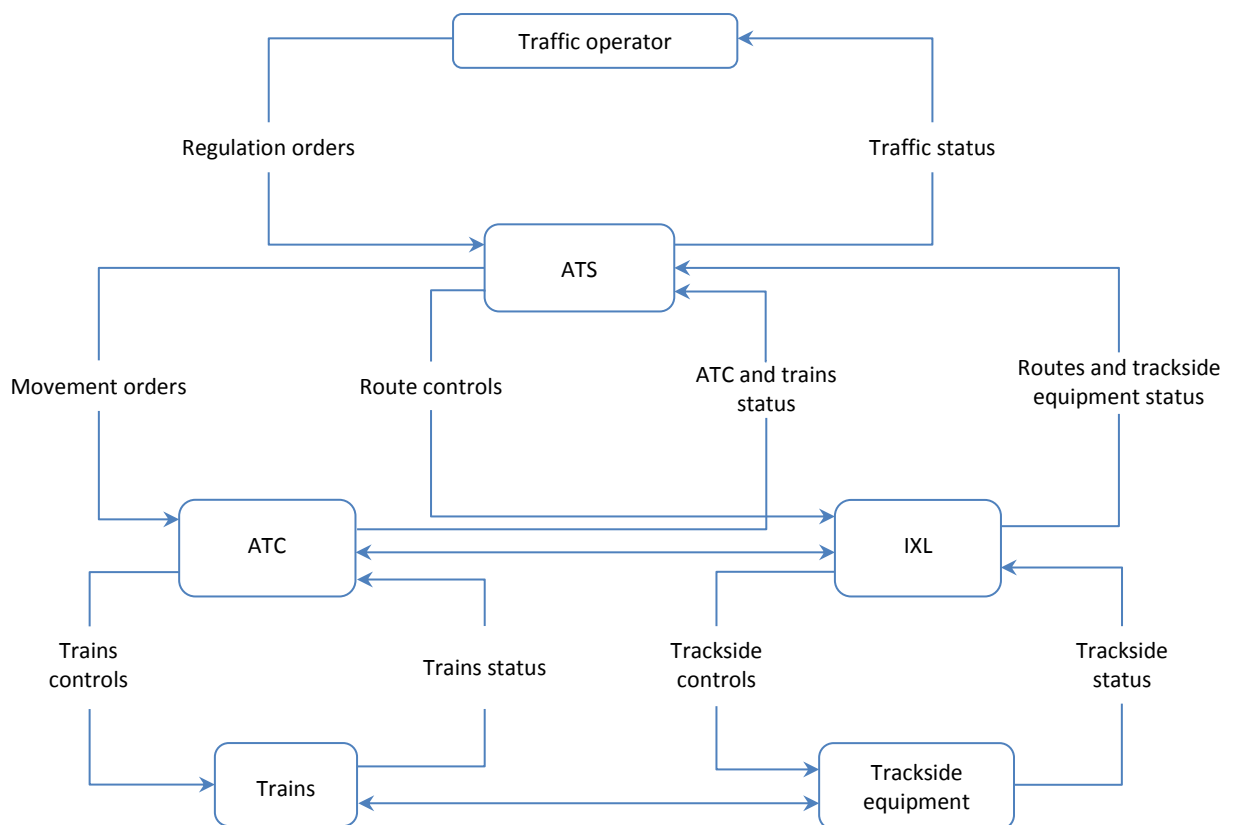 Traffic operator
Regulation orders
Traffic status
ATS
Movement orders
Route controls
ATC and trains
status
Routes and trackside
equipment status
ATC
IXL
Trains
controls
Trains status
Trackside
controls
Trackside
status
Trains
Trackside
equipment